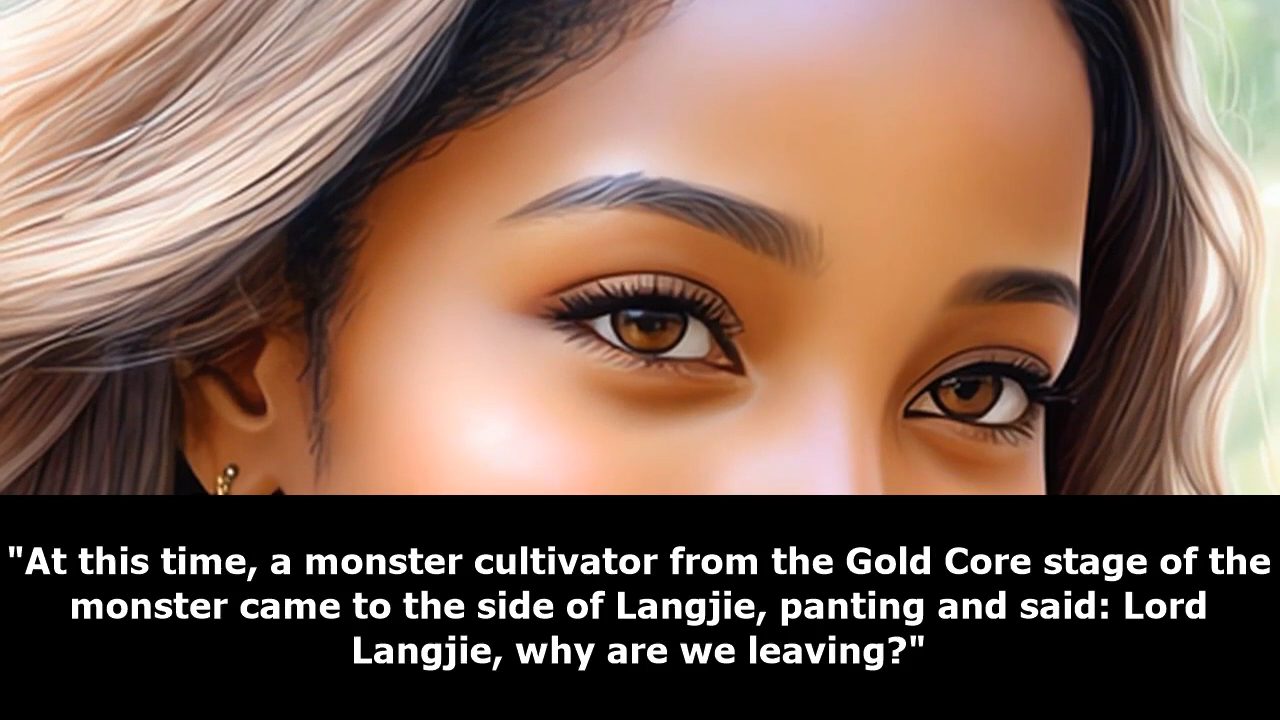 "At this time, a monster cultivator from the Gold Core stage of the
monster came to the side of Langjie, panting and said: Lord
Langjie, why are we leaving?"